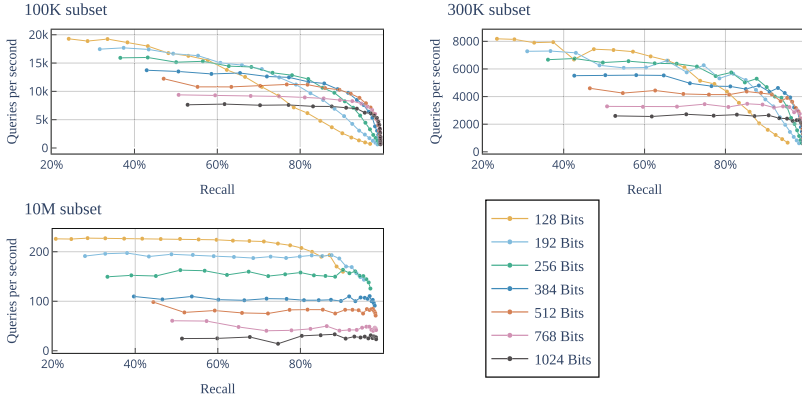 100K subset
Queries per second
20k
15k
10k
5k
0
20%
40%
60%
80%
Recall
300K subset
Queries per second
8000
6000
4000
2000
0
20%
40%
60%
80%
Recall
10M subset
Queries per second
200
100
0
20%
40%
60%
80%
Recall
128 Bits
192 Bits
256 Bits
384 Bits
512 Bits
768 Bits
1024 Bits